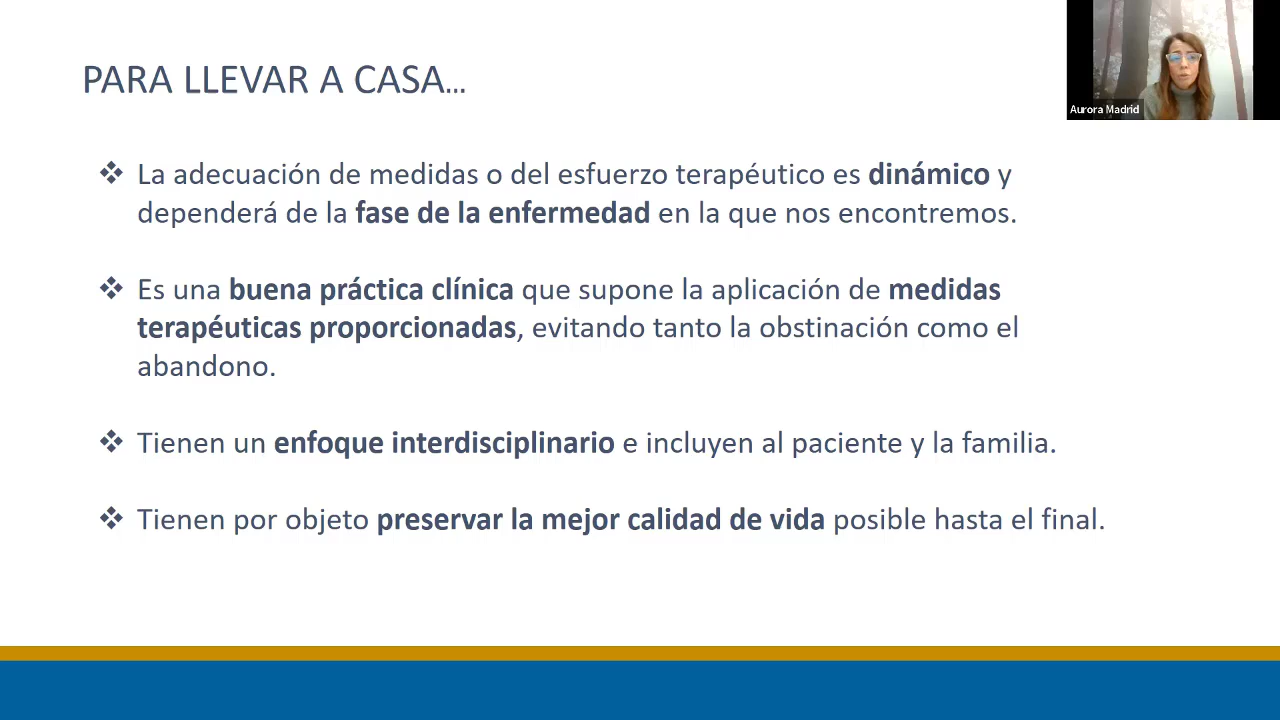 PARA LLEVAR A CASA...
Aurora Madrid
❖ La adecuación de medidas o del esfuerzo terapéutico es dinámico y
dependerá de la fase de la enfermedad en la que nos encontremos.
❖ Es una buena práctica clínica que supone la aplicación de medidas
terapéuticas proporcionadas, evitando tanto la obstinación como el
abandono.
❖ Tienen un enfoque interdisciplinario e incluyen al paciente y la familia.
❖ Tienen por objeto preservar la mejor calidad de vida posible hasta el final.